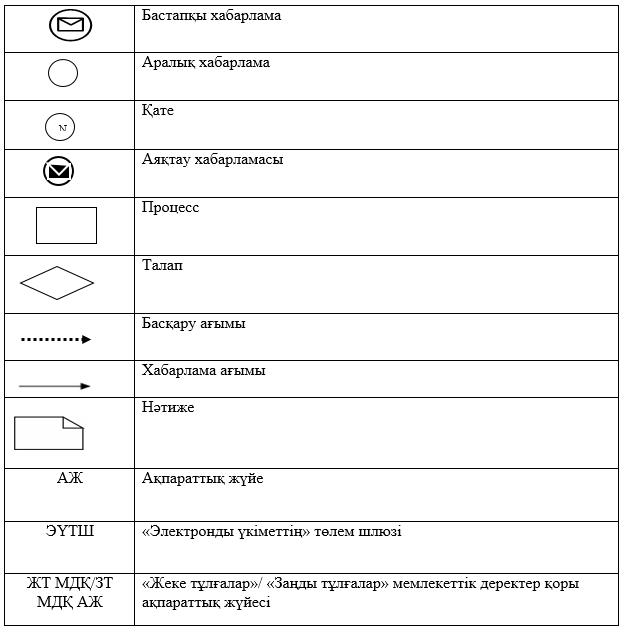 Бастапқы хабарлама
Аралық хабарлама
N
Қате
Аяқтау хабарламасы
Процесс
Талап
Басқару ағымы
Хабарлама ағымы
Нәтиже
АЖ
Ақпараттық жүйе
ЭҮТШ
«Электронды үкіметтің» төлем шлюзі
ЖТ МДҚ/ЗТ
МДҚ АЖ
«Жеке тұлғалар»/ «Заңды тұлғалар» мемлекеттік деректер қоры
ақпараттық жүйесі